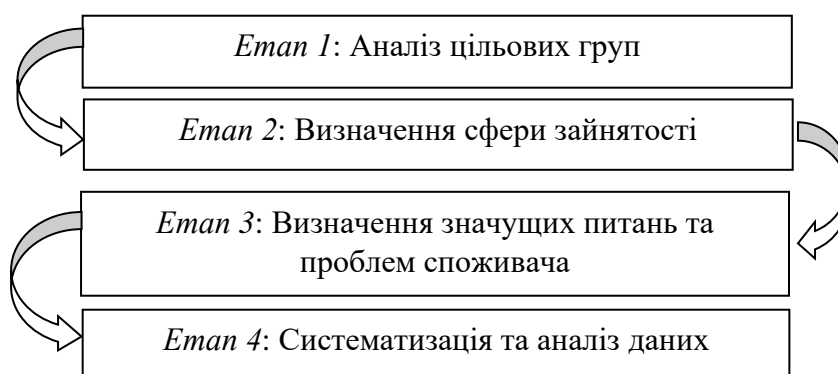 Етап 1: Аналіз цільових груп
Етап 2: Визначення сфери зайнятості
Етап 3: Визначення значущих питань та
проблем споживача
Етап 4: Систематизація та аналіз даних